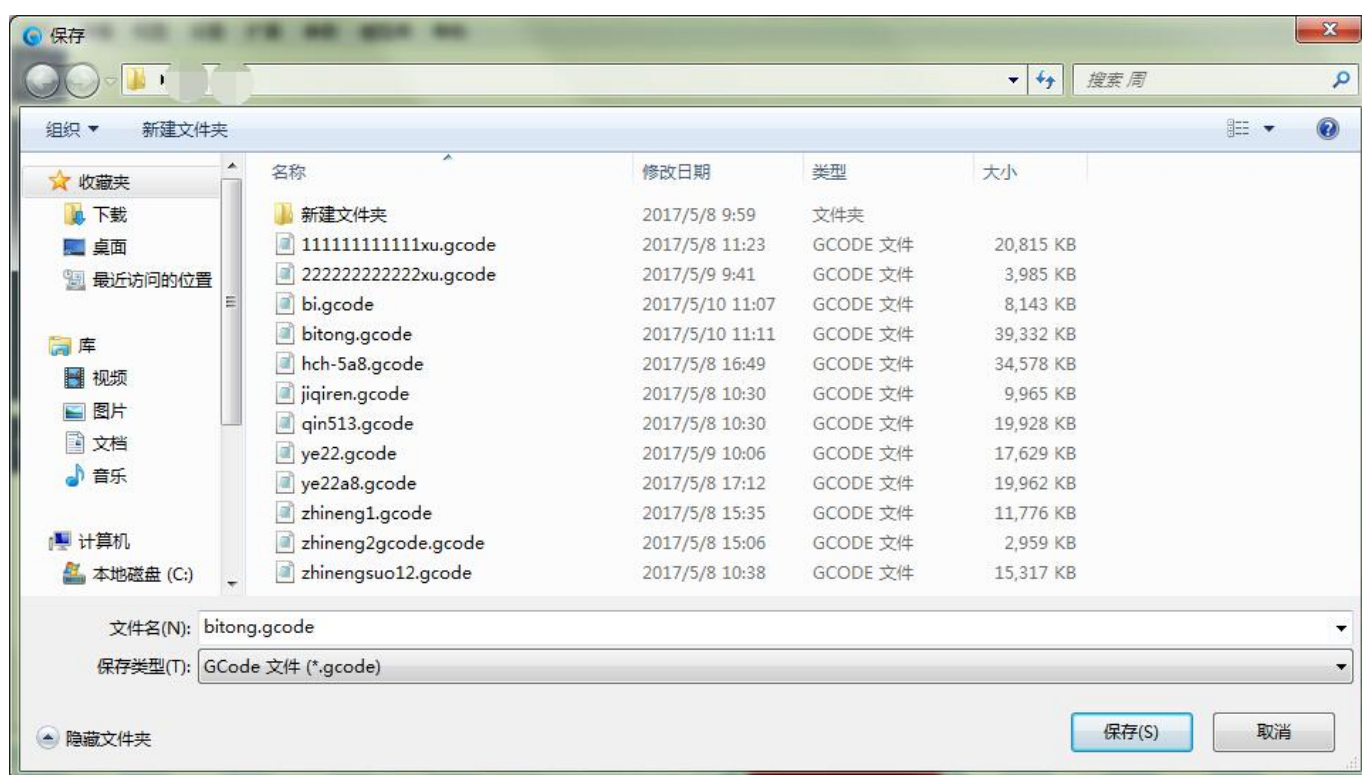 保存
搜索 周
组织 新建文件夹
名称 修改日期 类型 大小
收藏夹
下载
桌面
最近访问的位置
库
视频
图片
文档
音乐
计算机
本地磁盘 (C:)
新建文件夹 2017/5/8 9:59 文件夹
111111111111xu.gcode 2017/5/8 11:23 GCODE 文件 20,815 KB
222222222222xu.gcode 2017/5/9 9:41 GCODE 文件 3,985 KB
bi.gcode 2017/5/10 11:07 GCODE 文件 8,143 KB
bitong.gcode 2017/5/10 11:11 GCODE 文件 39,332 KB
hch-5a8.gcode 2017/5/8 16:49 GCODE 文件 34,578 KB
jiqiren.gcode 2017/5/8 10:30 GCODE 文件 9,965 KB
qin513.gcode 2017/5/8 10:30 GCODE 文件 19,928 KB
ye22.gcode 2017/5/9 10:06 GCODE 文件 17,629 KB
ye22a8.gcode 2017/5/8 17:12 GCODE 文件 19,962 KB
zhineng1.gcode 2017/5/8 15:35 GCODE 文件 11,776 KB
zhineng2gcode.gcode 2017/5/8 15:06 GCODE 文件 2,959 KB
zhinengsuo12.gcode 2017/5/8 10:38 GCODE 文件 15,317 KB
文件名(N): bitong.gcode
保存类型(T): GCode 文件 (*.gcode)
隐藏文件夹 保存(S) 取消